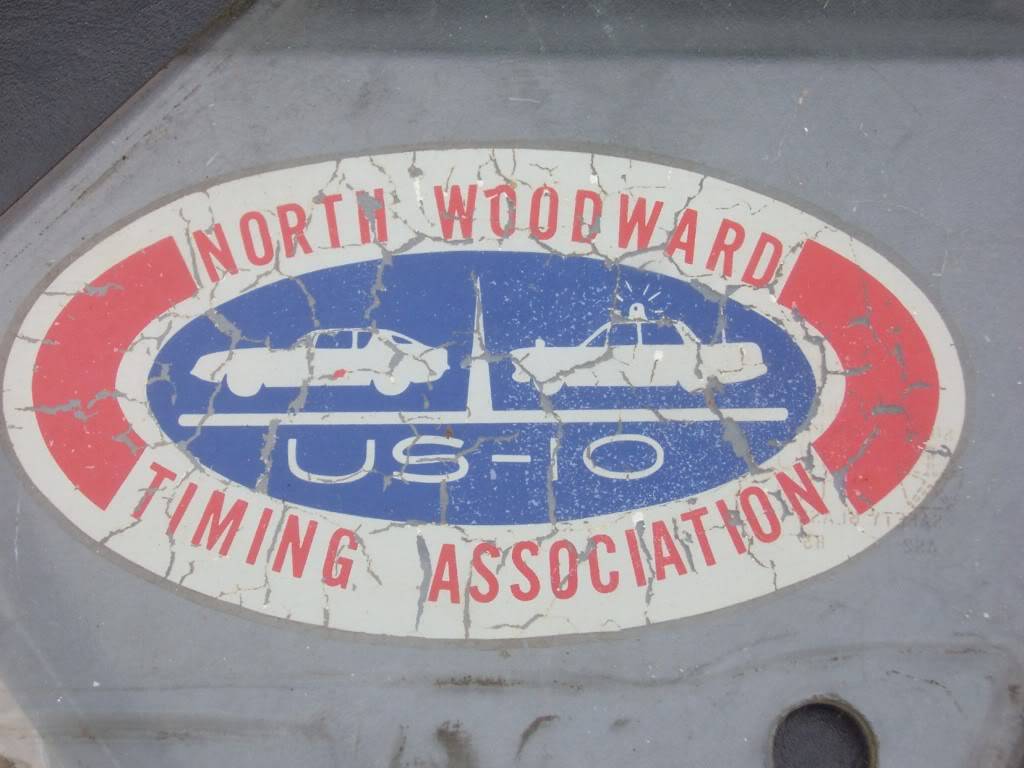 NORTH WOODWARD
US-10
TIMING ASSOCIATION